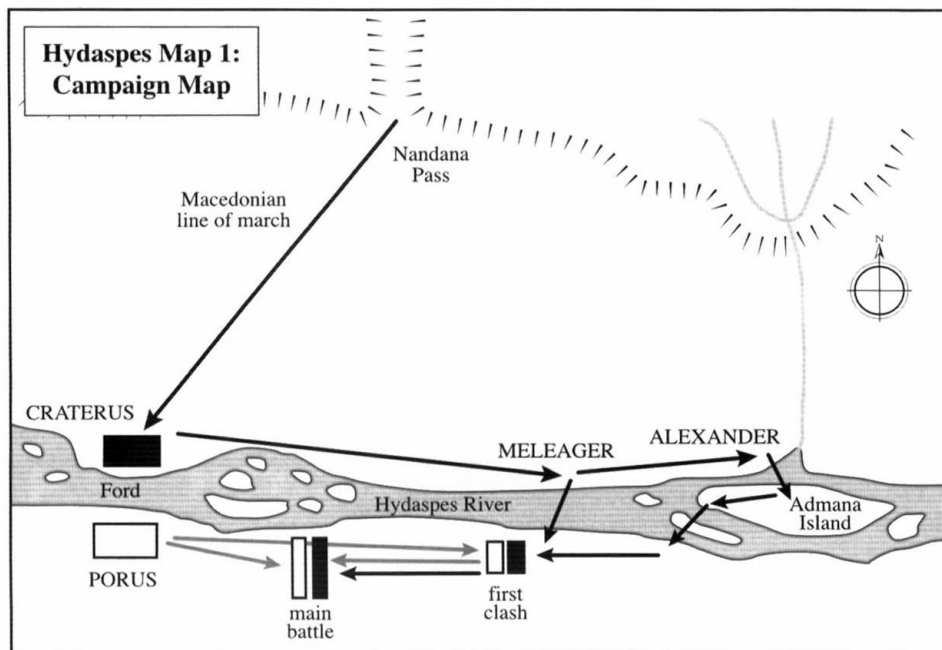 Hydaspes Map 1:
Campaign Map
Nandana
Pass
Macedonian
line of march
N
CRATERUS
MELEAGER
ALEXANDER
Ford
Hydaspes River
Admana
Island
PORUS
main
battle
first
clash